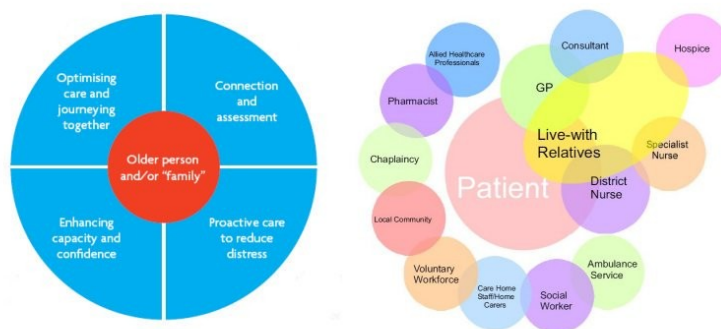 Optimising
care and
journeying
together
Connection
and
assessment
Older person
and/or "family"
Enhancing
capacity and
confidence
Proactive care
to reduce
distress
Consultant
Hospice
Allied Healthcare
Professionals
GP
Pharmacist
Live-with
Relatives
Specialist
Nurse
Chaplaincy
Patient
District
Nurse
Local Community
Voluntary
Workforce
Care Home
Staff/Home
Carers
Social
Worker
Ambulance
Service